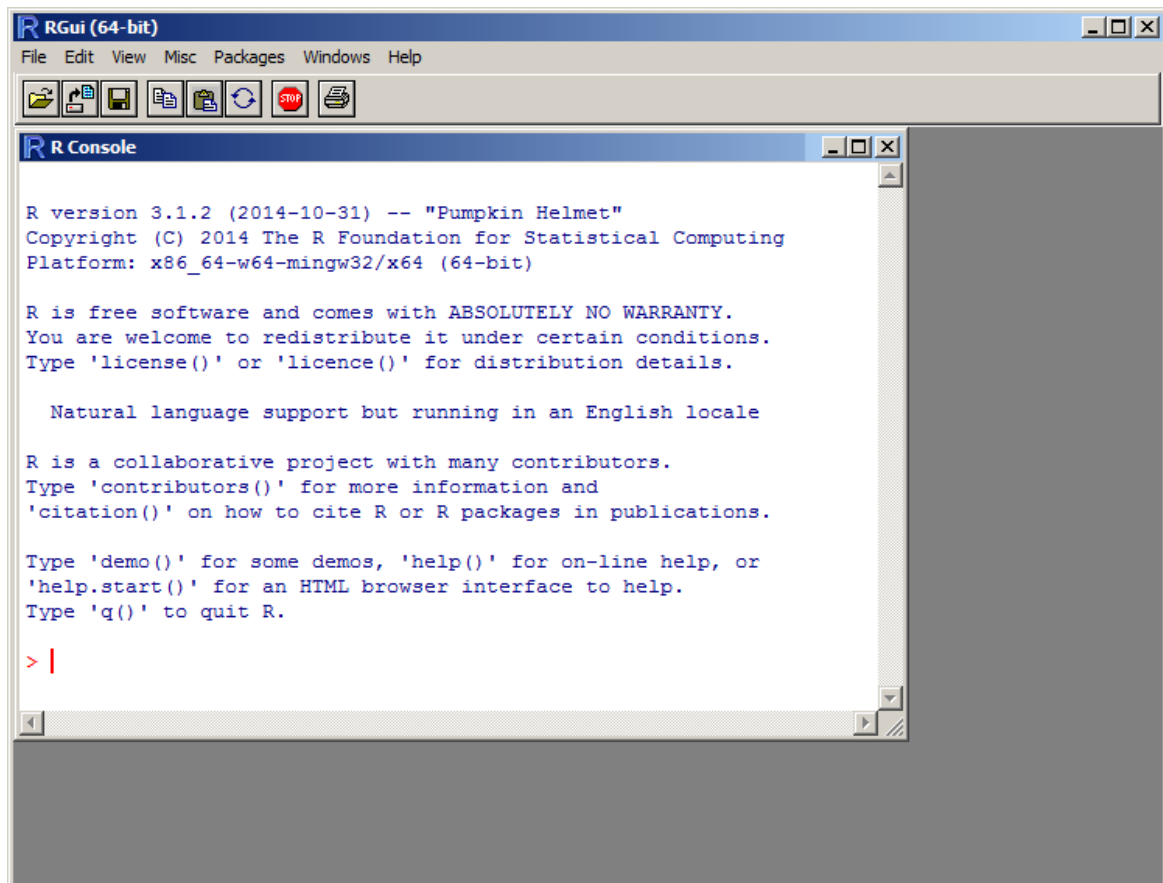 RGui (64-bit)
File Edit View Misc Packages Windows Help
STOP
R Console
R version 3.1.2 (2014-10-31) -- "Pumpkin Helmet"
Copyright (C) 2014 The R Foundation for Statistical Computing
Platform: x86_64-w64-mingw32/x64 (64-bit)
R is free software and comes with ABSOLUTELY NO WARRANTY.
You are welcome to redistribute it under certain conditions.
Type 'license()' or 'licence()' for distribution details.
Natural language support but running in an English locale
R is a collaborative project with many contributors.
Type 'contributors()' for more information and
'citation()' on how to cite R or R packages in publications.
Type 'demo()' for some demos, 'help()' for on-line help, or
'help.start()' for an HTML browser interface to help.
Type 'q()' to quit R.
>